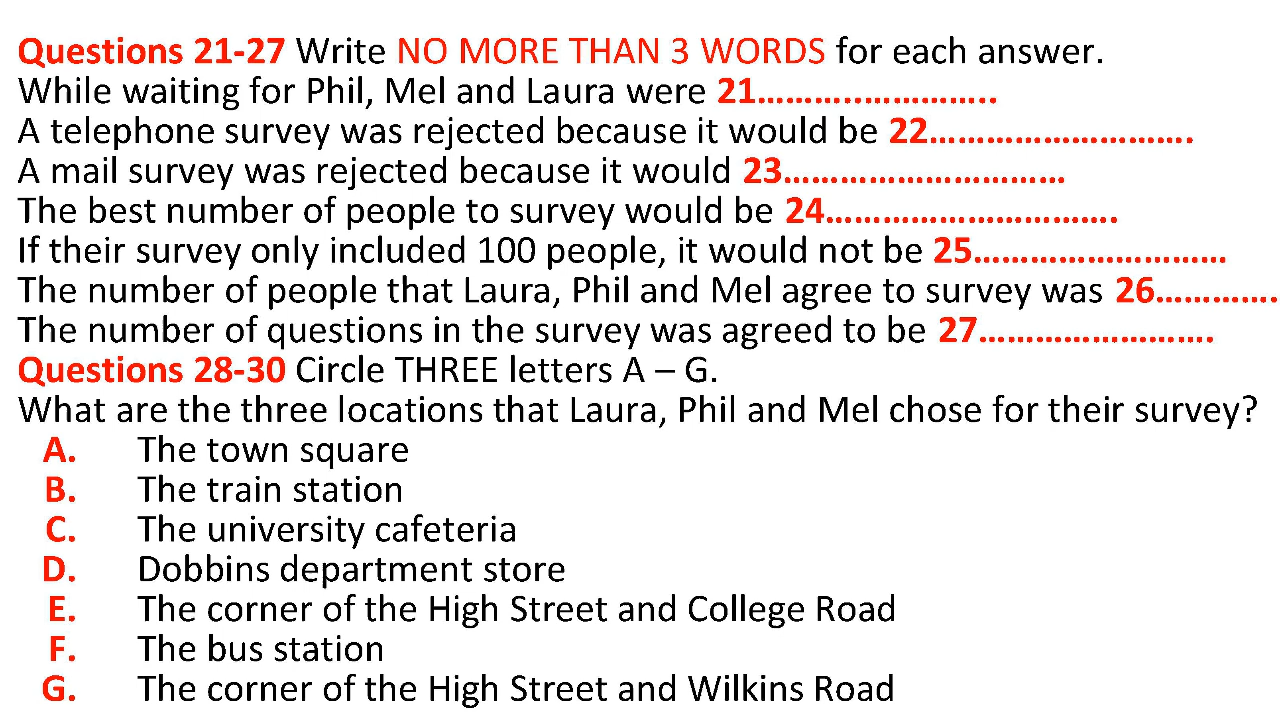 Questions 21-27 Write NO MORE THAN 3 WORDS for each answer.
While waiting for Phil, Mel and Laura were 21………..…………..
A telephone survey was rejected because it would be 22……………………….
A mail survey was rejected because it would 23…………………………
The best number of people to survey would be 24………………………….
If their survey only included 100 people, it would not be 25………………………
The number of people that Laura, Phil and Mel agree to survey was 26………….
The number of questions in the survey was agreed to be 27…………………….
Questions 28-30 Circle THREE letters A – G.
What are the three locations that Laura, Phil and Mel chose for their survey?
A. The town square
B. The train station
C. The university cafeteria
D. Dobbins department store
E. The corner of the High Street and College Road
F. The bus station
G. The corner of the High Street and Wilkins Road